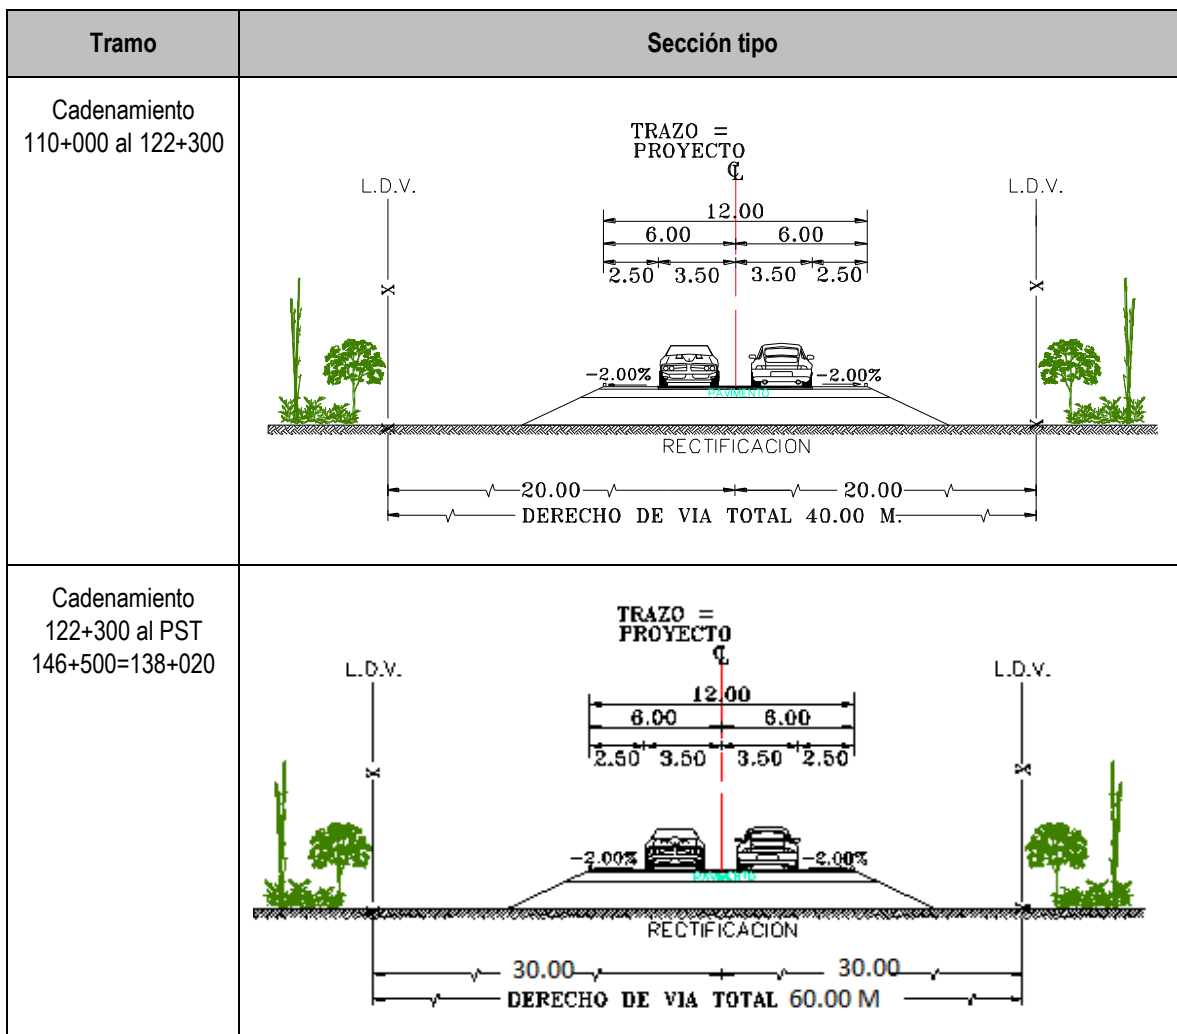 Tramo
Sección tipo
Cadenamiento
110+000 al 122+300
TRAZO =
PROYECTO
℄
L.D.V.
L.D.V.
12.00
6.00 6.00
2.50 3.50 3.50 2.50
X X
-2.00% -2.00%
PAVIMENTO
X X
RECTIFICACION
20.00 20.00
DERECHO DE VIA TOTAL 40.00 M.
Cadenamiento
122+300 al PST
146+500=138+020
TRAZO =
PROYECTO
℄
L.D.V.
L.D.V.
12.00
6.00 6.00
2.50 3.50 3.50 2.50
X X
-2.00% -2.00%
PAVIMENTO
X X
RECTIFICACION
30.00 30.00
DERECHO DE VIA TOTAL 60.00 M